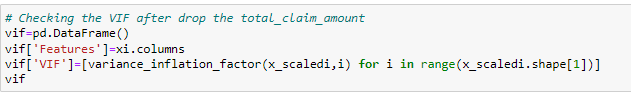 # Checking the VIF after drop the total_claim_amount
vif=pd.DataFrame()
vif['Features']=xi.columns
vif['VIF']=[variance_inflation_factor(x_scaledi,i) for i in range(x_scaledi.shape[1])]
vif